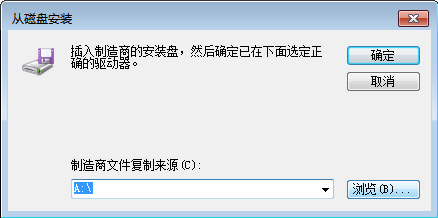 从磁盘安装
插入制造商的安装盘，然后确定已在下面选定正
确的驱动器。
确定
取消
制造商文件复制来源(C):
A:\
浏览(B)...